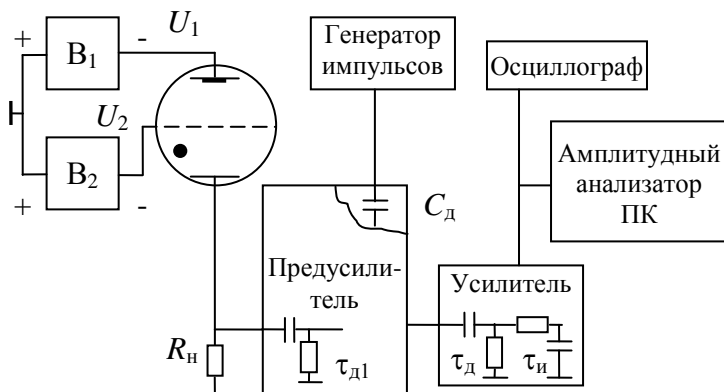 + B₁ - U₁
U₂
+ B₂ -
Генератор
импульсов
Осциллограф
Амплитудный
анализатор
ПК
Cд
Предусили-
тель
Усилитель
Rн
τд1
τд τи